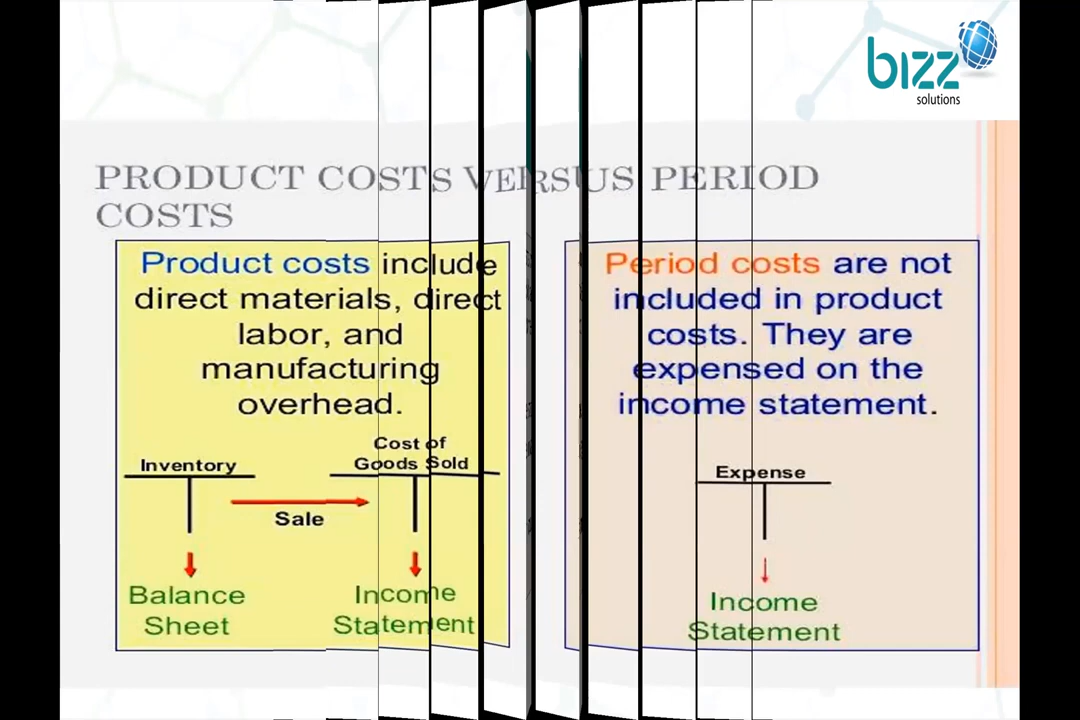 bizz
solutions
PRODUCT COSTS VERSUS PERIOD
COSTS
Product costs include
direct materials, direct
labor, and
manufacturing
overhead.
Cost of
Inventory Goods Sold
Sale
Balance Income
Sheet Statement
Period costs are not
included in product
costs. They are
expensed on the
income statement.
Expense
Income
Statement